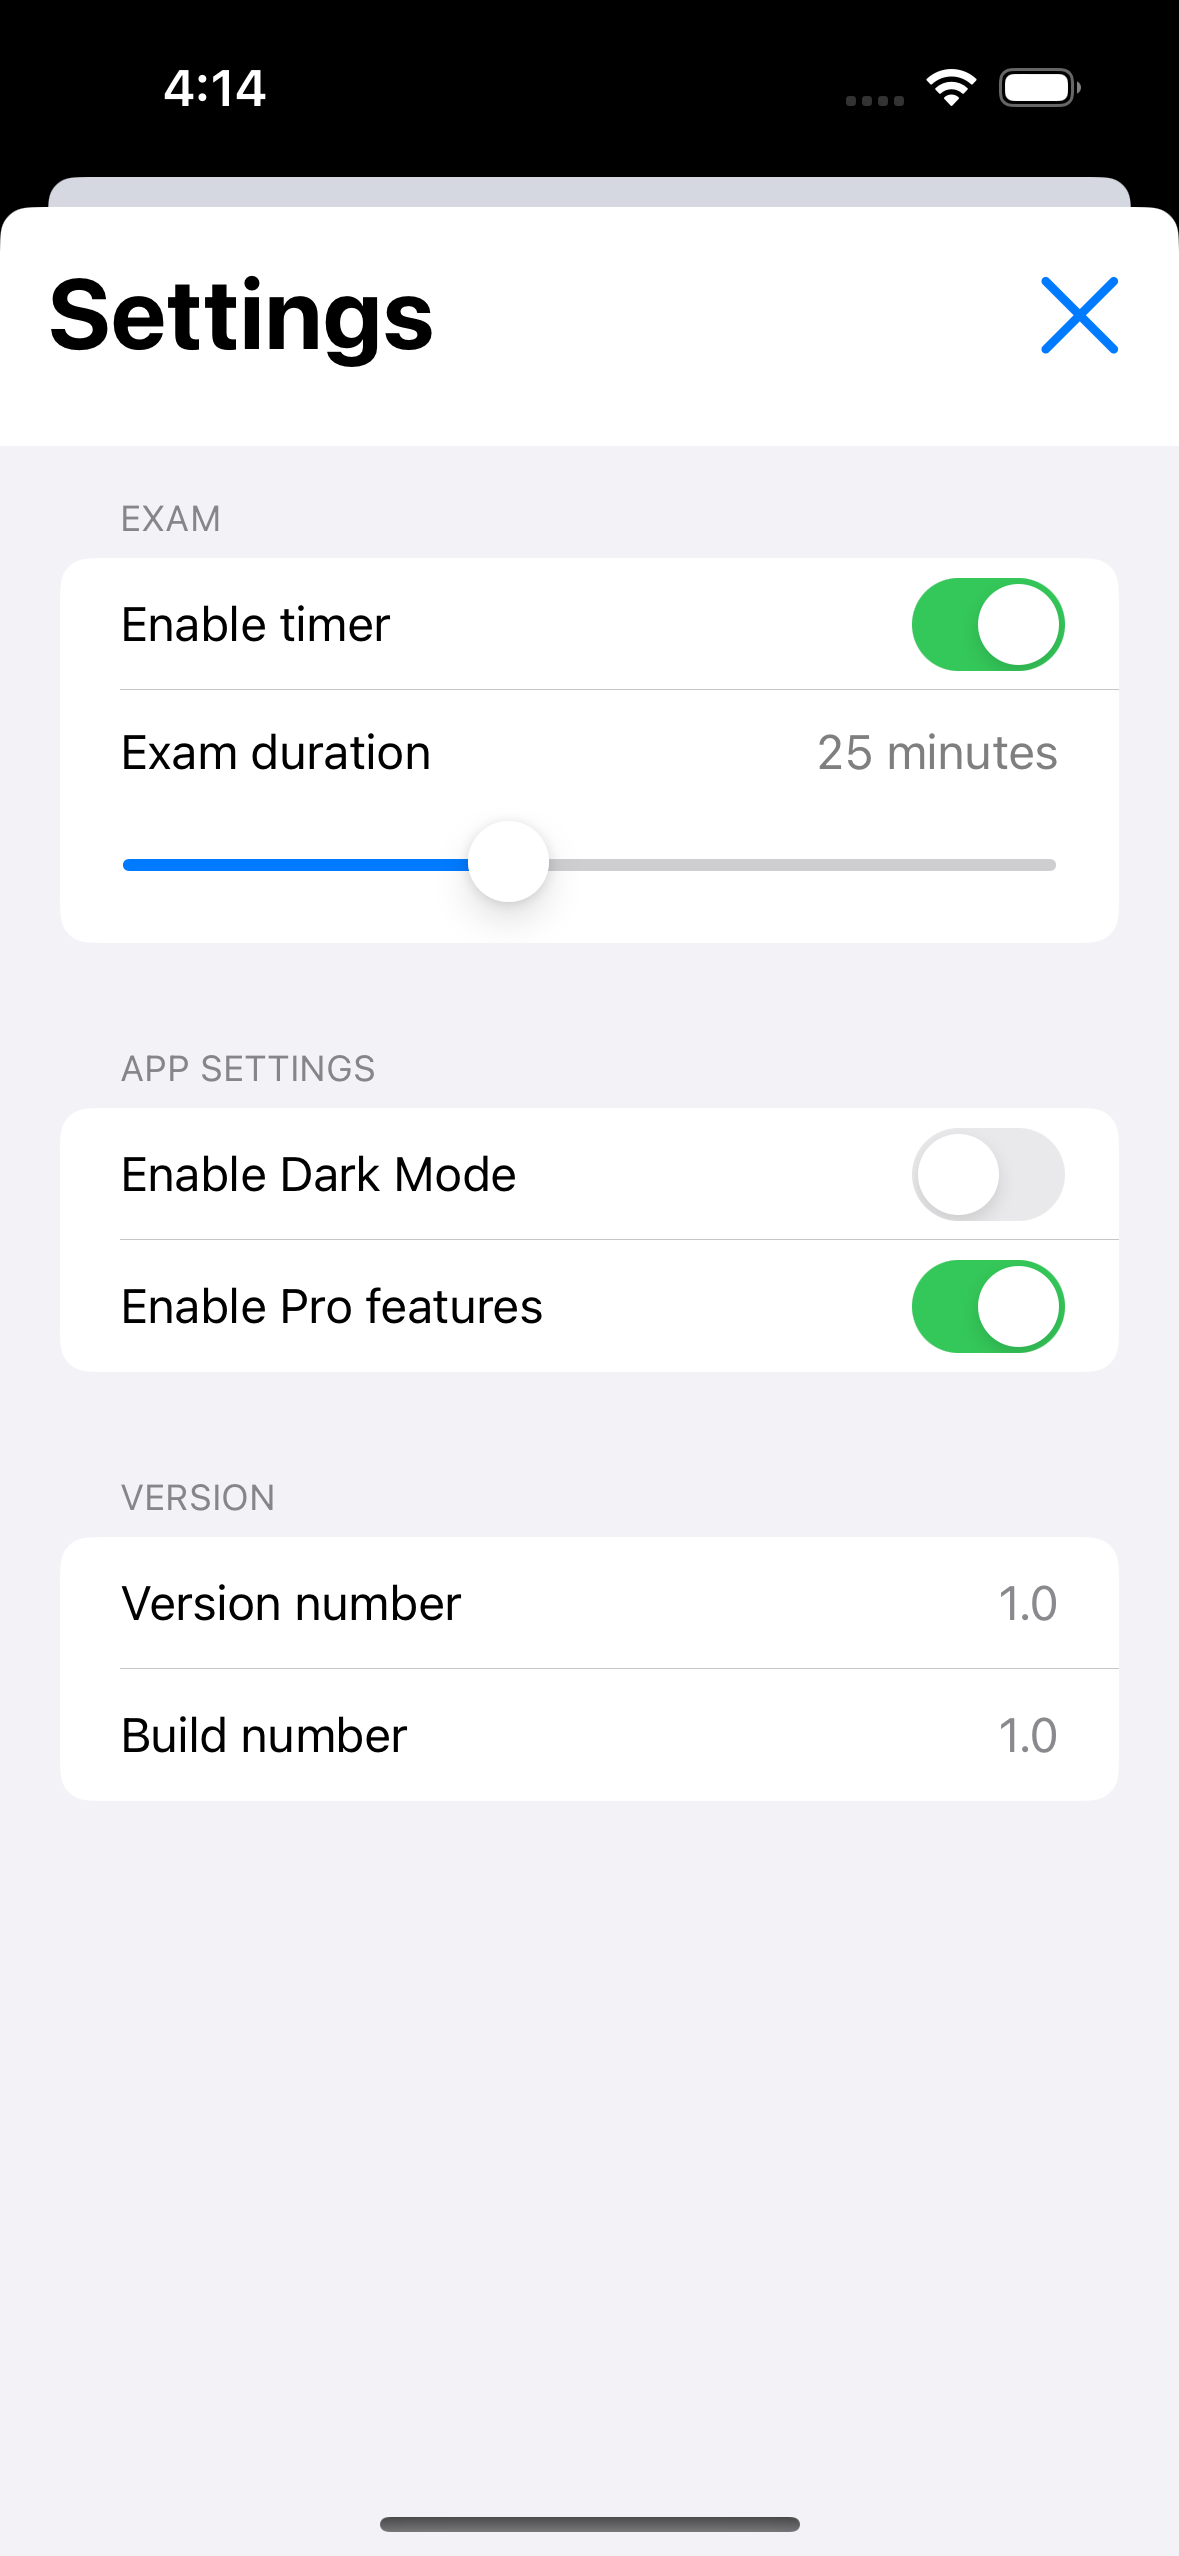 4:14
Settings
EXAM
Enable timer
Exam duration 25 minutes
APP SETTINGS
Enable Dark Mode
Enable Pro features
VERSION
Version number 1.0
Build number 1.0